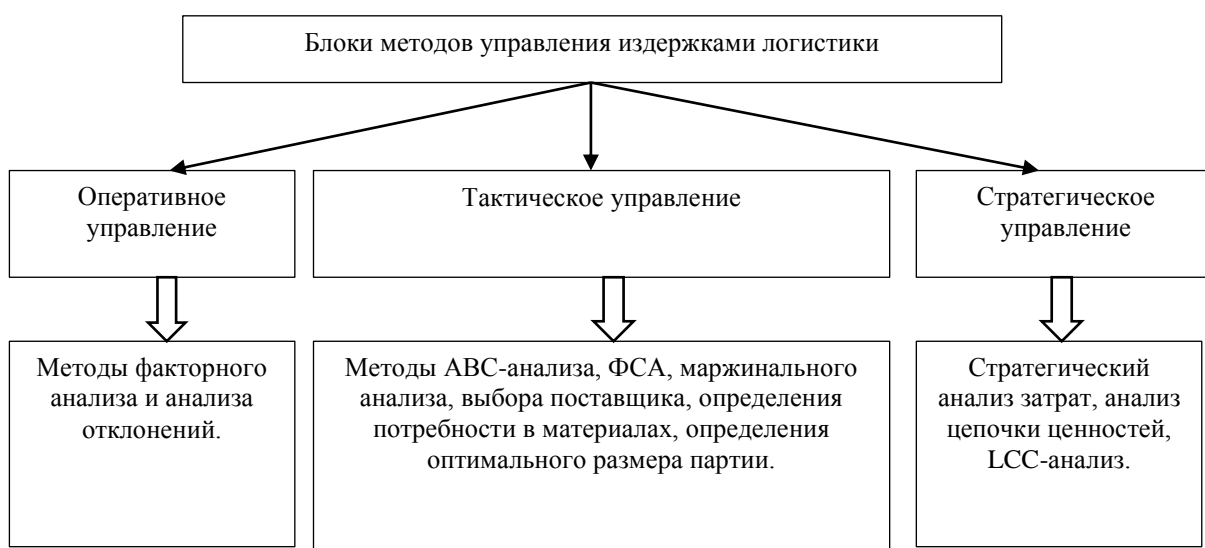 Блоки методов управления издержками логистики
Оперативное
управление
Тактическое управление
Стратегическое
управление
Методы факторного
анализа и анализа
отклонений.
Методы АВС-анализа, ФСА, маржинального
анализа, выбора поставщика, определения
потребности в материалах, определения
оптимального размера партии.
Стратегический
анализ затрат, анализ
цепочки ценностей,
LCC-анализ.